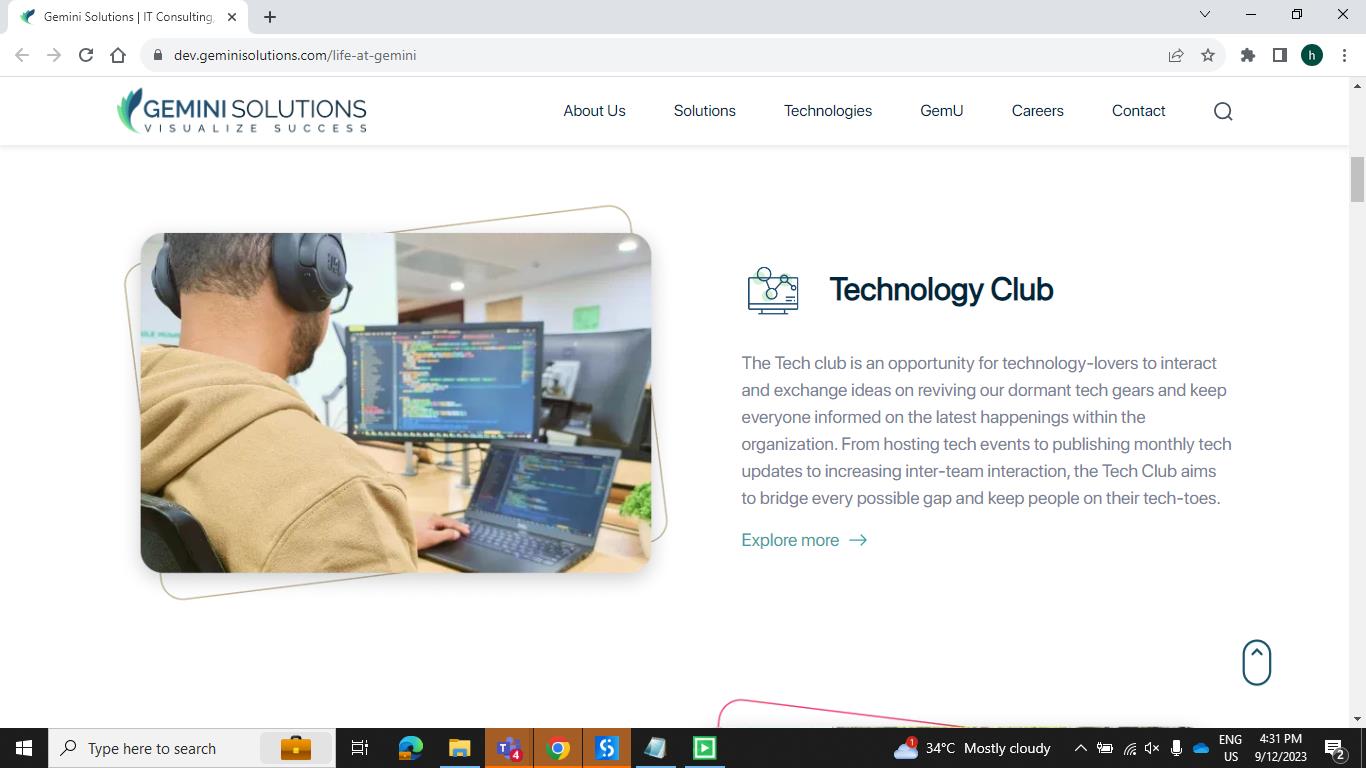 Gemini Solutions | IT Consulting,
dev.geminisolutions.com/life-at-gemini
h
GEMINI SOLUTIONS
VISUALIZE SUCCESS
About Us
Solutions
Technologies
GemU
Careers
Contact
Technology Club
The Tech club is an opportunity for technology-lovers to interact
and exchange ideas on reviving our dormant tech gears and keep
everyone informed on the latest happenings within the
organization. From hosting tech events to publishing monthly tech
updates to increasing inter-team interaction, the Tech Club aims
to bridge every possible gap and keep people on their tech-toes.
Explore more
Type here to search
4
1
34°C Mostly cloudy
ENG
US
4:31 PM
9/12/2023
2